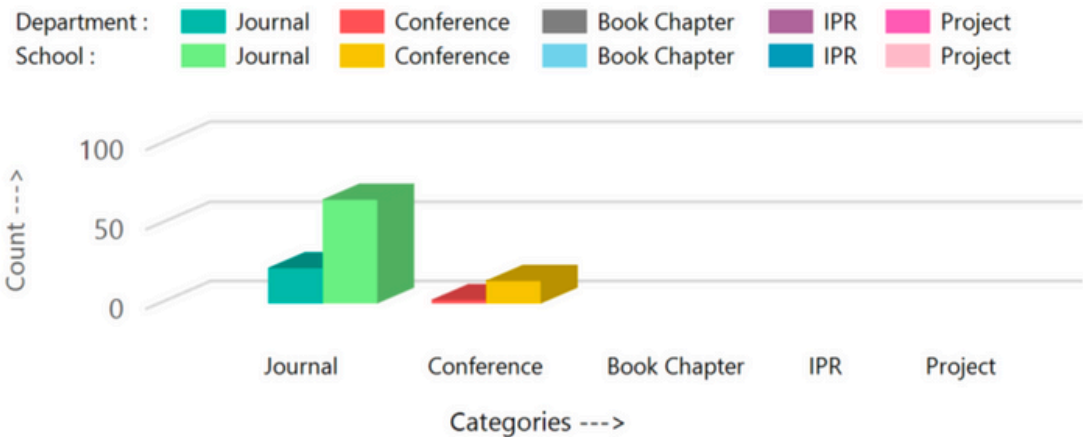 Department : Journal Conference Book Chapter IPR Project
School : Journal Conference Book Chapter IPR Project
100
50
0
Count ---->
Journal Conference Book Chapter IPR Project
Categories --->